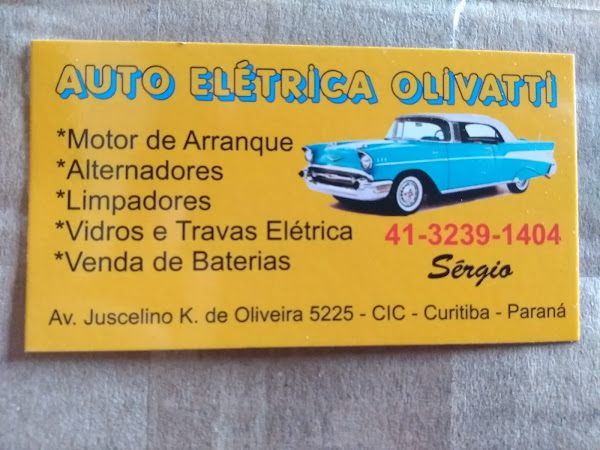 AUTO ELÉTRICA OLIVATTI
*Motor de Arranque
*Alternadores
*Limpadores
*Vidros e Travas Elétrica
*Venda de Baterias
41-3239-1404
Sérgio
Av. Juscelino K. de Oliveira 5225 - CIC - Curitiba - Paraná